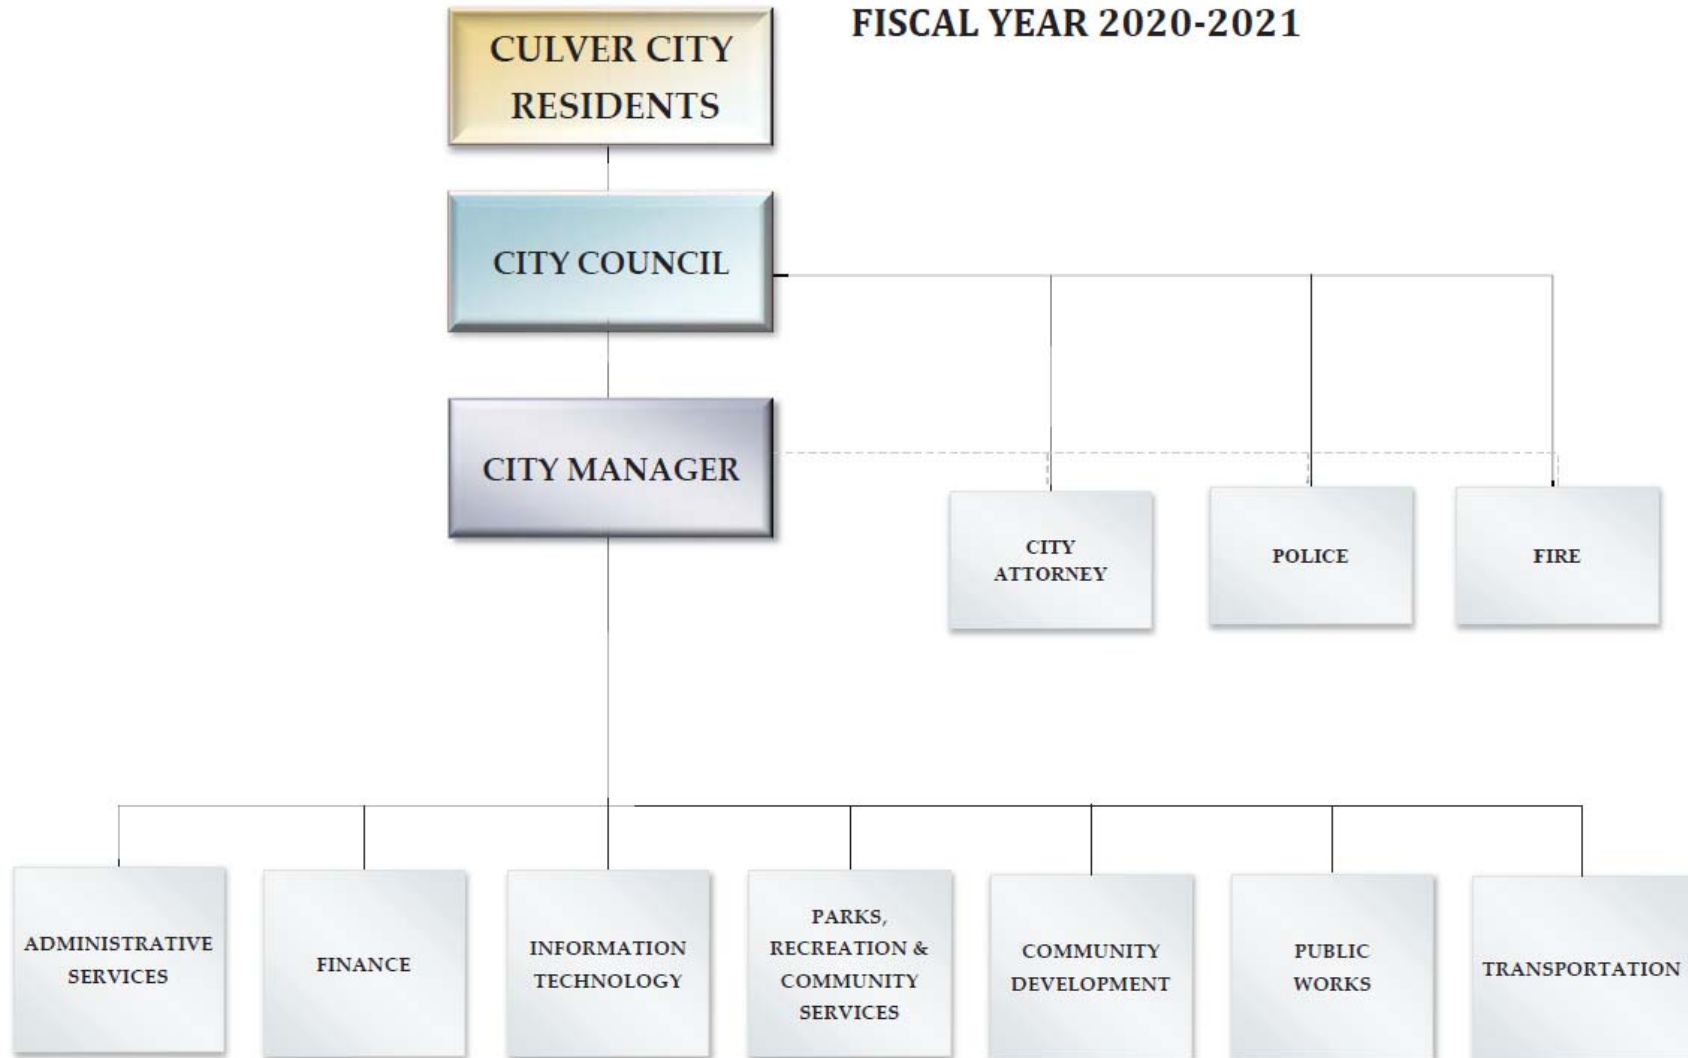 FISCAL YEAR 2020-2021
CULVER CITY
RESIDENTS
CITY COUNCIL
CITY MANAGER
CITY
ATTORNEY
POLICE
FIRE
ADMINISTRATIVE
SERVICES
FINANCE
INFORMATION
TECHNOLOGY
PARKS,
RECREATION &
COMMUNITY
SERVICES
COMMUNITY
DEVELOPMENT
PUBLIC
WORKS
TRANSPORTATION